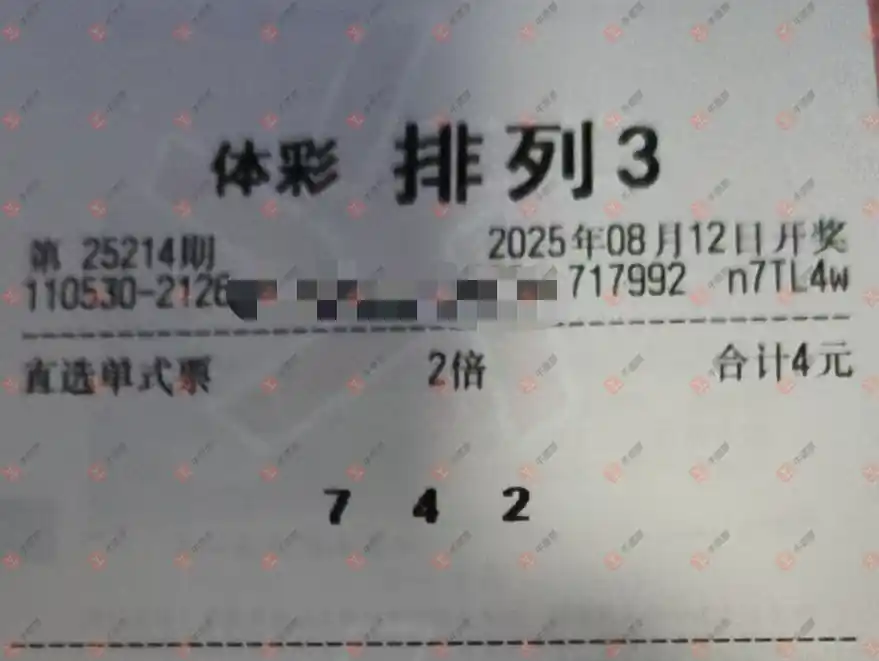 体彩 排列3
第 25214期 2025年08月12日开奖
110530-2126 717992 n7TL4w
直选单式票 2倍 合计4元
7 4 2